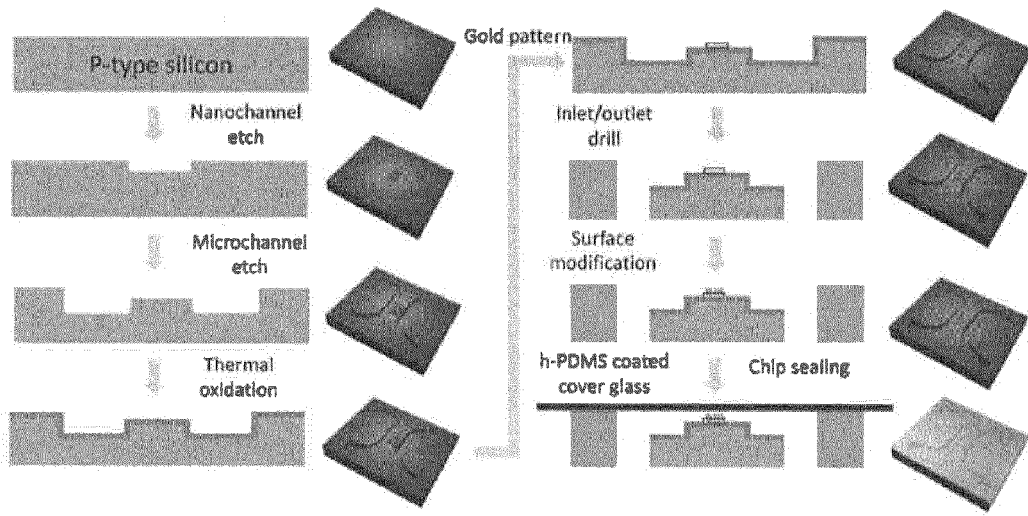 P-type silicon
Nanochannel
etch
Microchannel
etch
Thermal
oxidation
Gold pattern
Inlet/outlet
drill
Surface
modification
h-PDMS coated
cover glass
Chip sealing